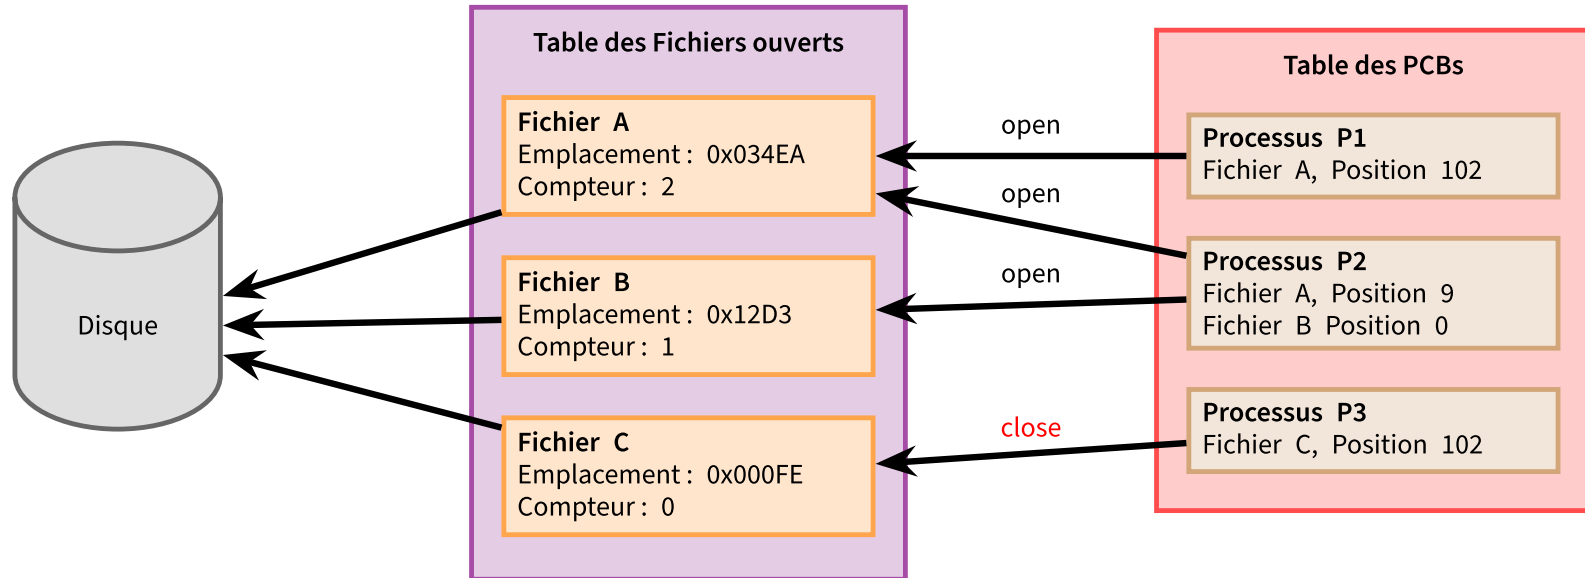 Table des Fichiers ouverts
Table des PCBs
Fichier A
Emplacement : 0x034EA
Compteur : 2
open
Processus P1
Fichier A, Position 102
open
Fichier B
Emplacement : 0x12D3
Compteur : 1
open
Processus P2
Fichier A, Position 9
Fichier B Position 0
Disque
Fichier C
Emplacement : 0x000FE
Compteur : 0
close
Processus P3
Fichier C, Position 102